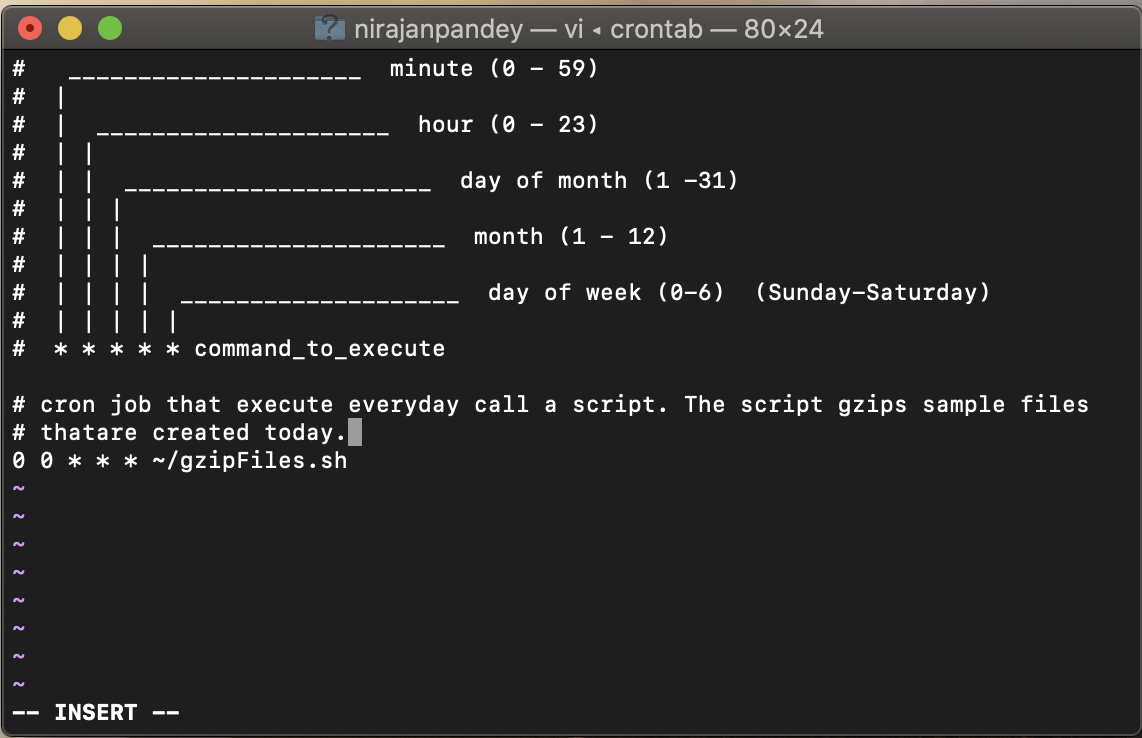 nirajanpandey — vi ◂ crontab — 80×24
#   _____________________  minute (0 - 59)
#   |
#   |  _____________________  hour (0 - 23)
#   | |
#   | |  ______________________  day of month (1 -31)
#   | | |
#   | | |  _____________________  month (1 - 12)
#   | | | |
#   | | | |  ____________________  day of week (0-6)  (Sunday-Saturday)
#   | | | | |
#  * * * * * command_to_execute
# cron job that execute everyday call a script. The script gzips sample files
# thatare created today.
0 0 * * * ~/gzipFiles.sh
~
~
~
~
~
~
~
~
-- INSERT --